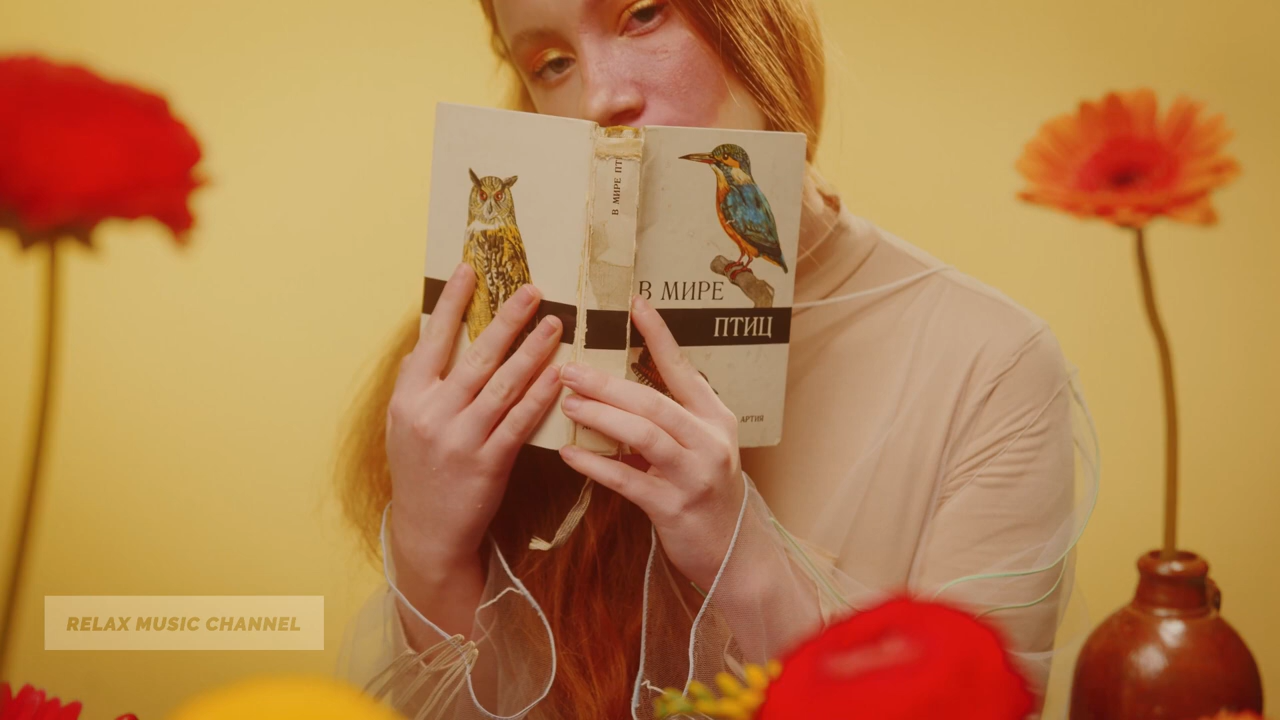 В МИРЕ ПТ
В МИРЕ
ПТИЦ
АРТИЯ
RELAX MUSIC CHANNEL